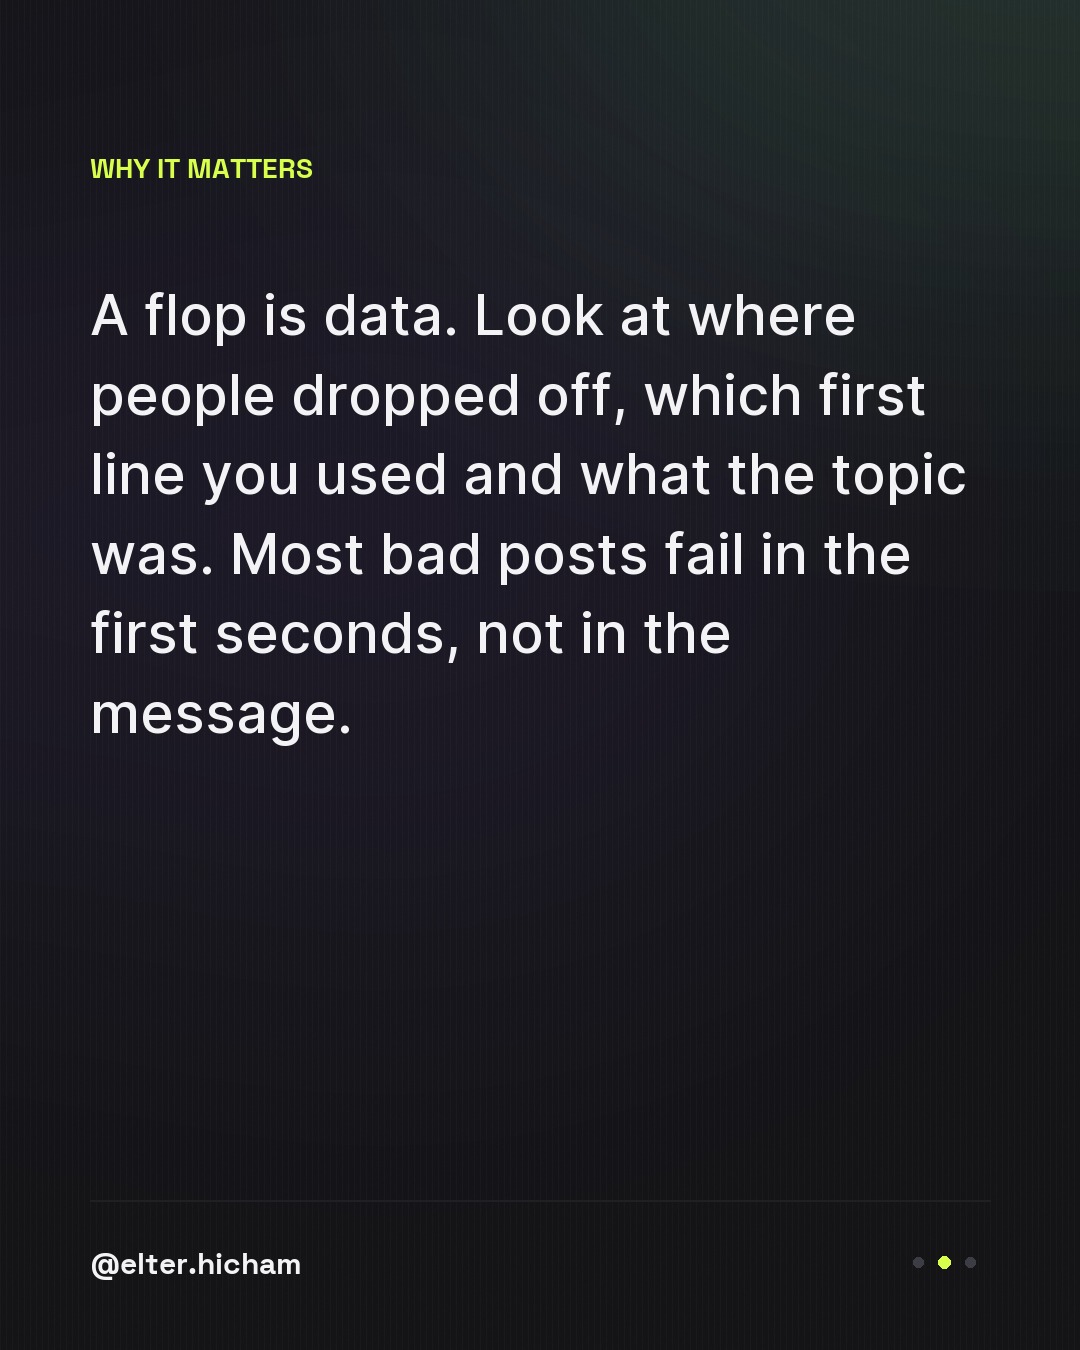 WHY IT MATTERS
A flop is data. Look at where
people dropped off, which first
line you used and what the topic
was. Most bad posts fail in the
first seconds, not in the
message.
@elter.hicham